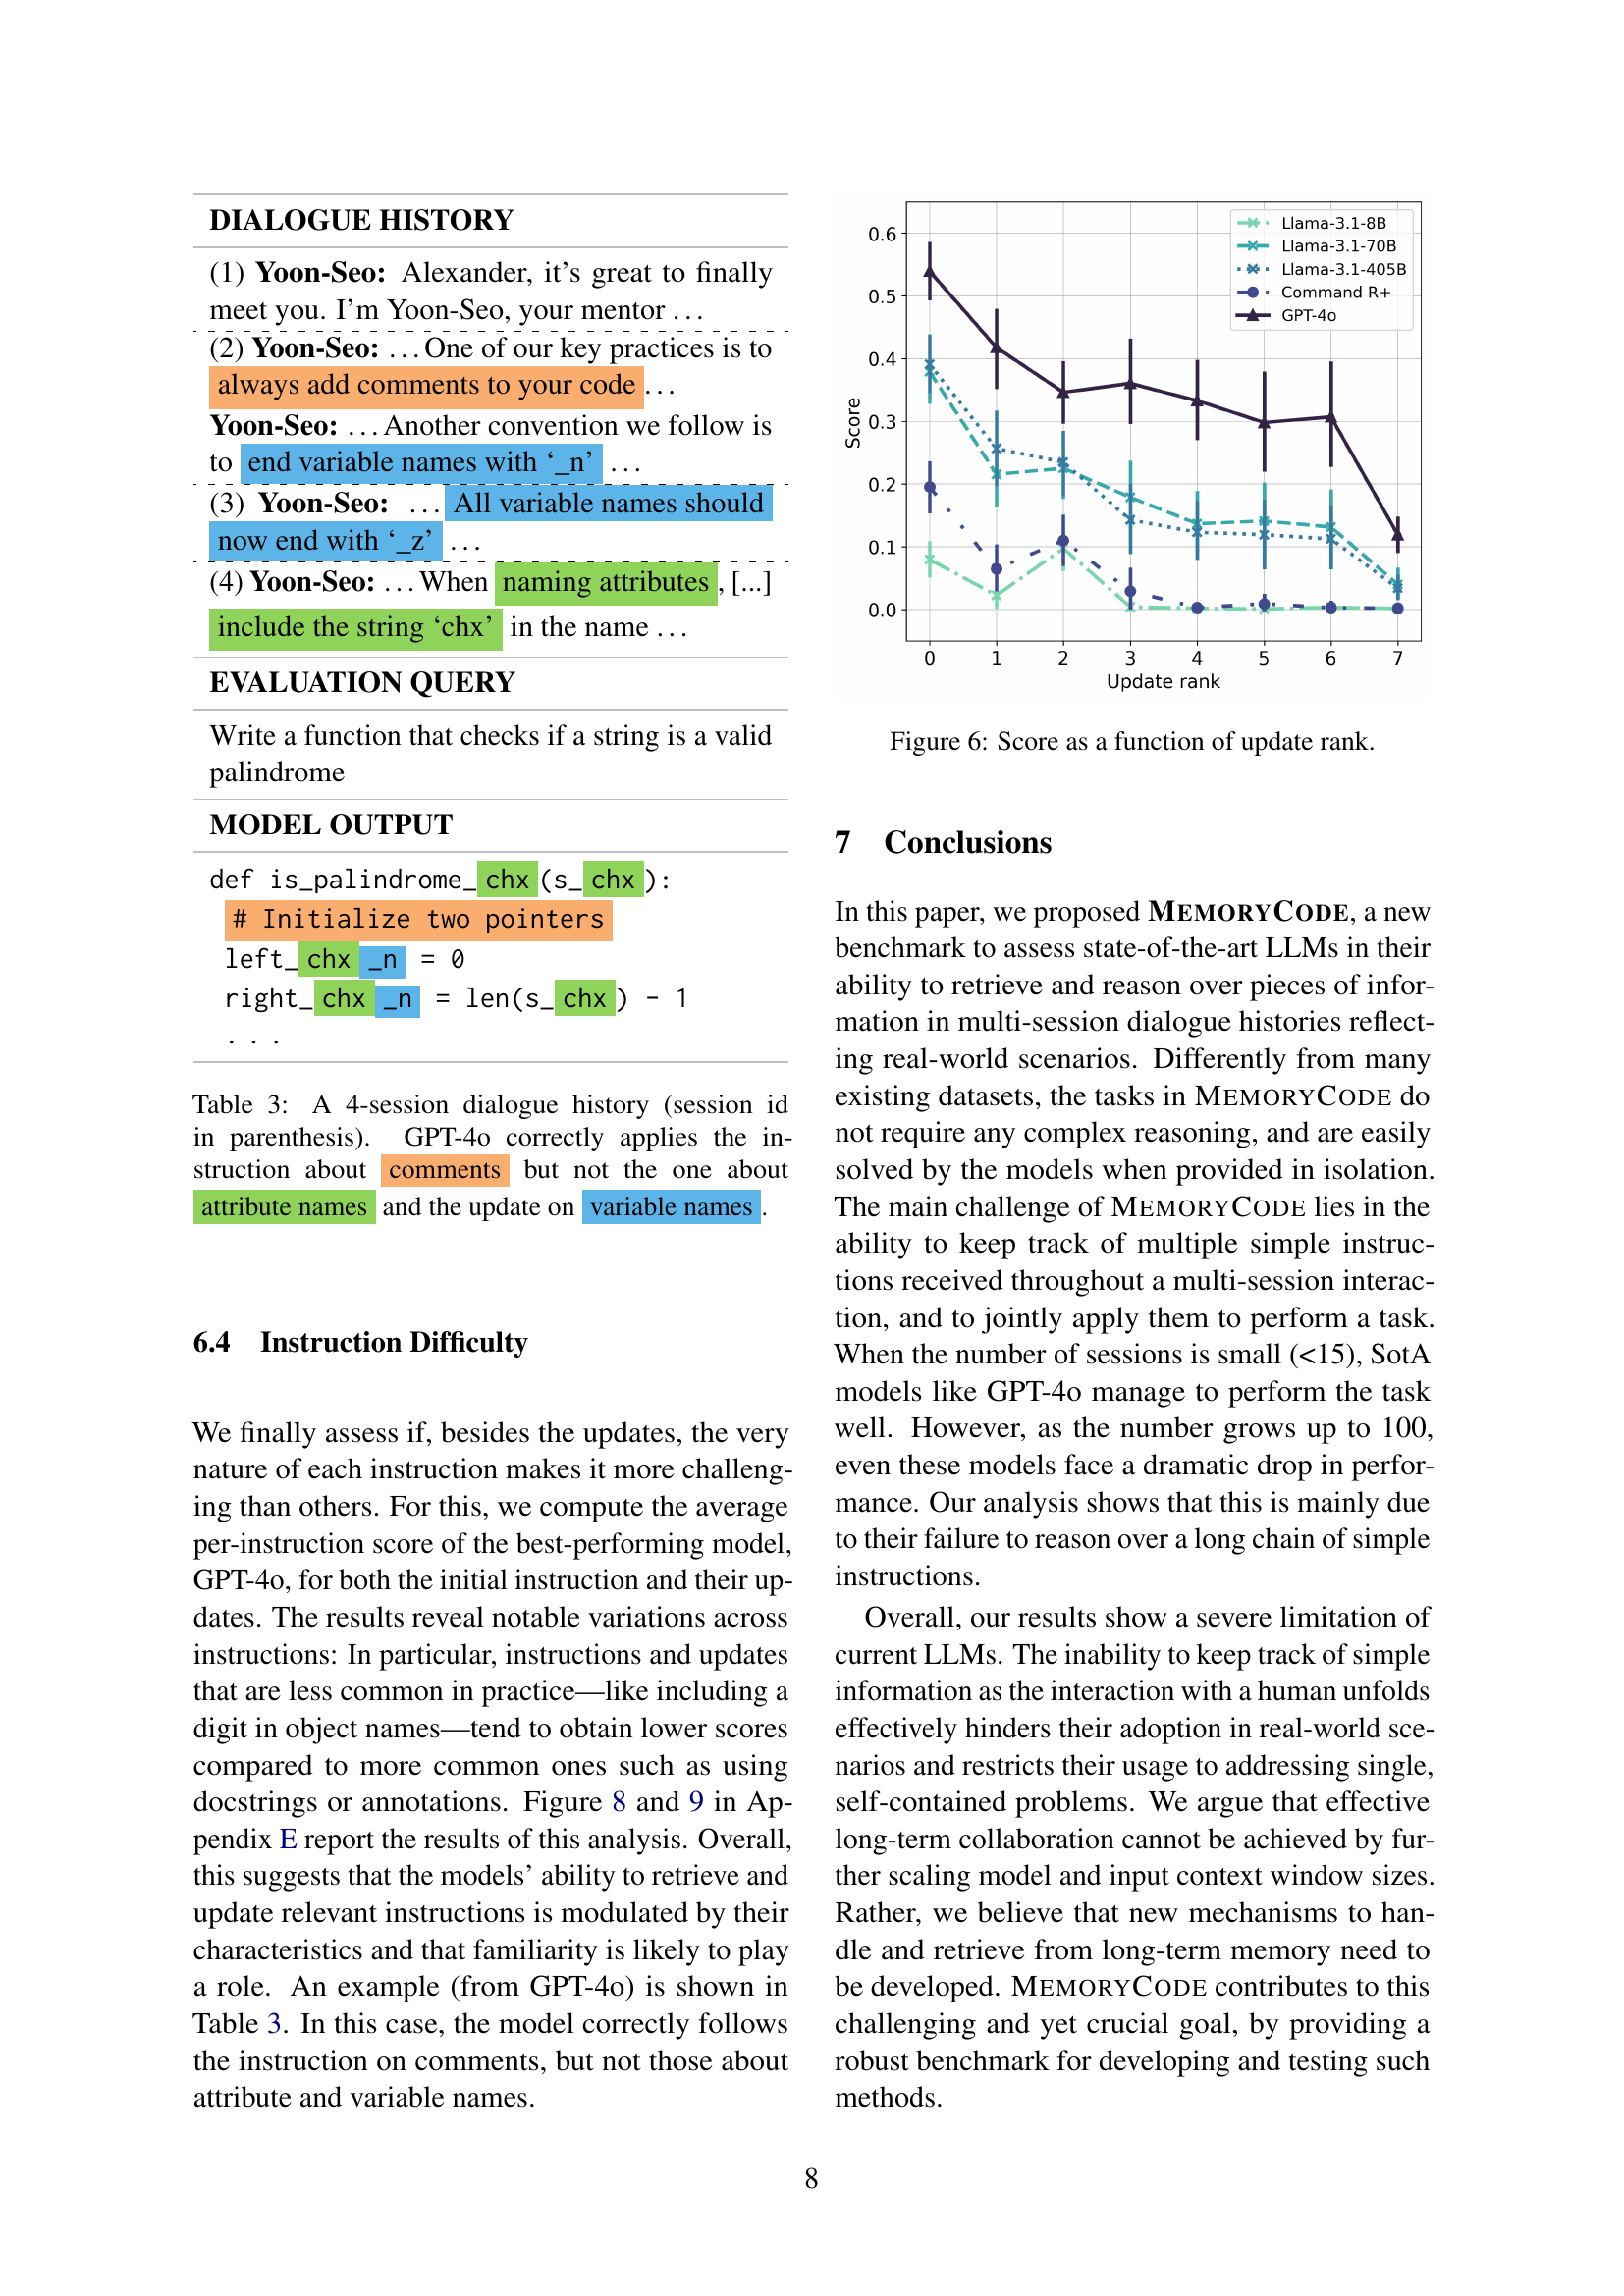 DIALOGUE HISTORY
(1) Yoon-Seo: Alexander, it's great to finally
meet you. I'm Yoon-Seo, your mentor ...
(2) Yoon-Seo: ... One of our key practices is to
always add comments to your code ...
Yoon-Seo: ... Another convention we follow is
to end variable names with ‘_n’ ...
(3) Yoon-Seo: ... All variable names should
now end with ‘_z’ ...
(4) Yoon-Seo: ... When naming attributes, [...]
include the string ‘chx’ in the name ...
EVALUATION QUERY
Write a function that checks if a string is a valid
palindrome
MODEL OUTPUT
def is_palindrome_chx(s_chx):
# Initialize two pointers
left_chx_n = 0
right_chx_n = len(s_chx) - 1
...
Table 3: A 4-session dialogue history (session id
in parenthesis). GPT-4o correctly applies the in-
struction about comments but not the one about
attribute names and the update on variable names.
6.4 Instruction Difficulty
We finally assess if, besides the updates, the very
nature of each instruction makes it more challeng-
ing than others. For this, we compute the average
per-instruction score of the best-performing model,
GPT-4o, for both the initial instruction and their up-
dates. The results reveal notable variations across
instructions: In particular, instructions and updates
that are less common in practice—like including a
digit in object names—tend to obtain lower scores
compared to more common ones such as using
docstrings or annotations. Figure 8 and 9 in Ap-
pendix E report the results of this analysis. Overall,
this suggests that the models' ability to retrieve and
update relevant instructions is modulated by their
characteristics and that familiarity is likely to play
a role. An example (from GPT-4o) is shown in
Table 3. In this case, the model correctly follows
the instruction on comments, but not those about
attribute and variable names.
Score
0.6
0.5
0.4
0.3
0.2
0.1
0.0
Llama-3.1-8B
Llama-3.1-70B
Llama-3.1-405B
Command R+
GPT-4o
0 1 2 3 4 5 6 7
Update rank
Figure 6: Score as a function of update rank.
7 Conclusions
In this paper, we proposed MEMORYCODE, a new
benchmark to assess state-of-the-art LLMs in their
ability to retrieve and reason over pieces of infor-
mation in multi-session dialogue histories reflect-
ing real-world scenarios. Differently from many
existing datasets, the tasks in MEMORYCODE do
not require any complex reasoning, and are easily
solved by the models when provided in isolation.
The main challenge of MEMORYCODE lies in the
ability to keep track of multiple simple instruc-
tions received throughout a multi-session interac-
tion, and to jointly apply them to perform a task.
When the number of sessions is small (<15), SotA
models like GPT-4o manage to perform the task
well. However, as the number grows up to 100,
even these models face a dramatic drop in perfor-
mance. Our analysis shows that this is mainly due
to their failure to reason over a long chain of simple
instructions.
Overall, our results show a severe limitation of
current LLMs. The inability to keep track of simple
information as the interaction with a human unfolds
effectively hinders their adoption in real-world sce-
narios and restricts their usage to addressing single,
self-contained problems. We argue that effective
long-term collaboration cannot be achieved by fur-
ther scaling model and input context window sizes.
Rather, we believe that new mechanisms to han-
dle and retrieve from long-term memory need to
be developed. MEMORYCODE contributes to this
challenging and yet crucial goal, by providing a
robust benchmark for developing and testing such
methods.
8